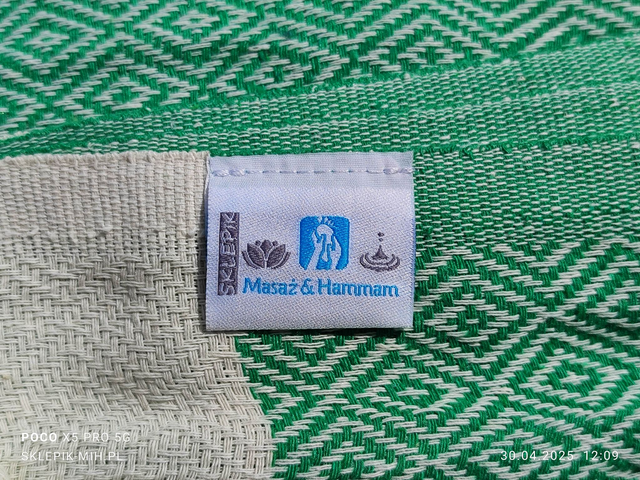 SKLEPIK
Masaż & Hammam
POCO X5 PRO 5G
SKLEPIK-MIH.PL
30.04.2025 12:09